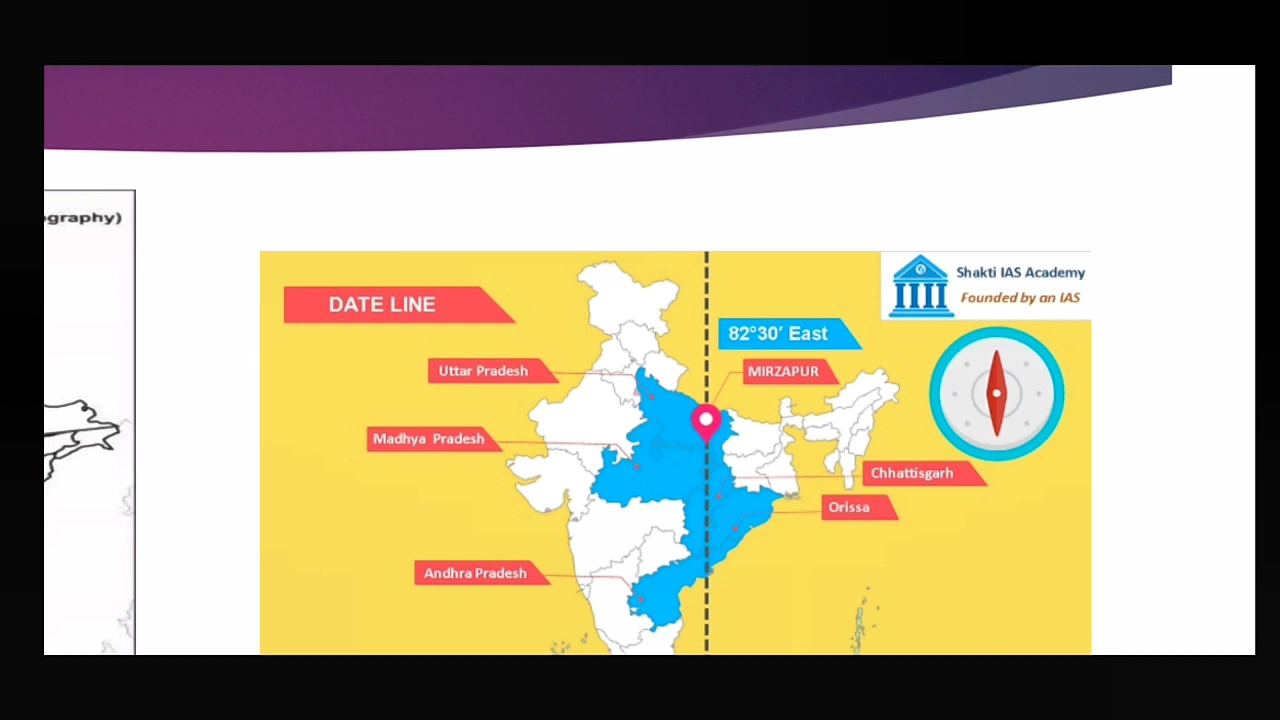 ography)
DATE LINE
Shakti IAS Academy
Founded by an IAS
82°30′ East
Uttar Pradesh
MIRZAPUR
Madhya Pradesh
Chhattisgarh
Orissa
Andhra Pradesh